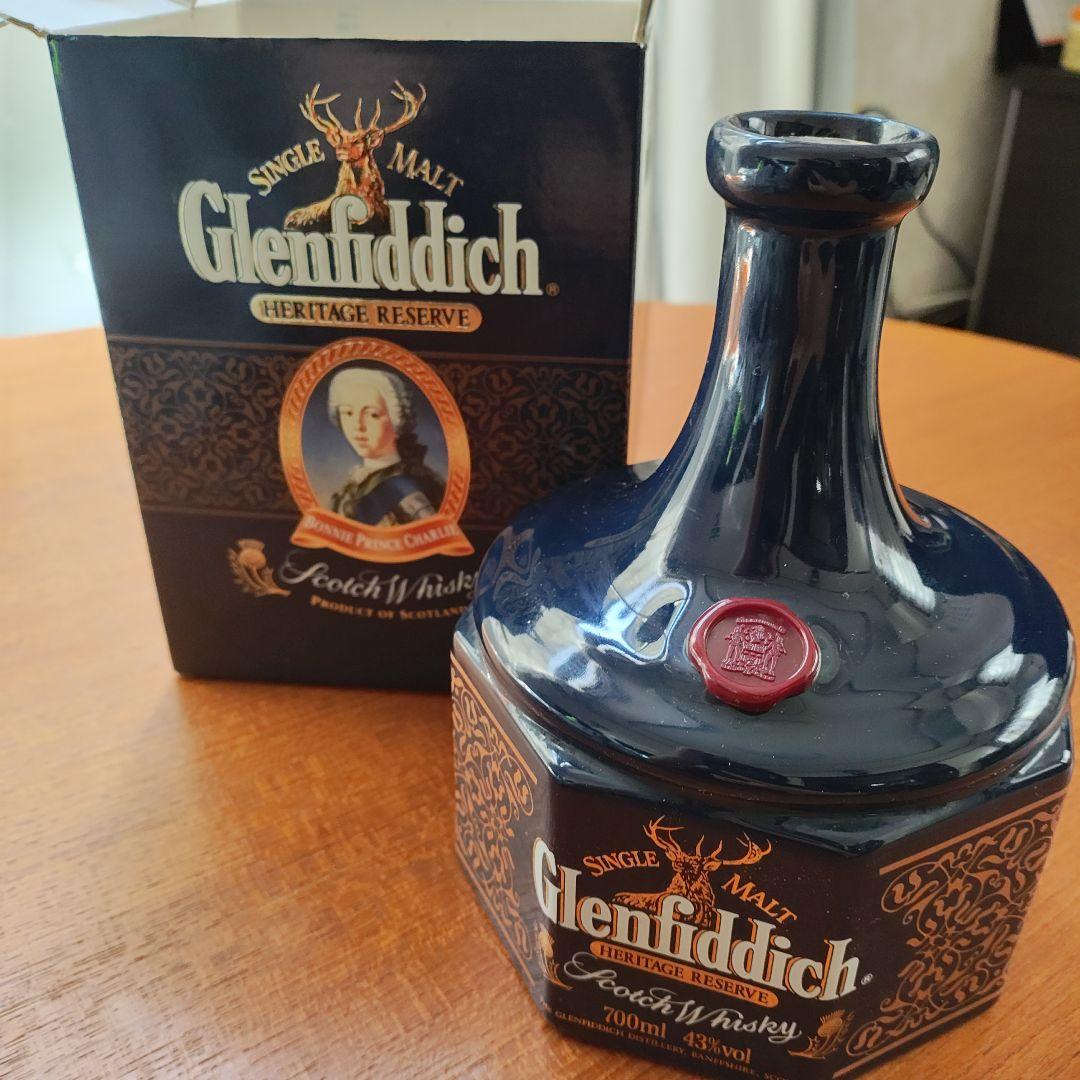 SINGLE MALT
Glenfiddich®
HERITAGE RESERVE
BONNIE PRINCE CHARLIE
Scotch Whisky
PRODUCT OF SCOTLAND
SINGLE MALT
Glenfiddich®
HERITAGE RESERVE
Scotch Whisky
700ml 43%vol
GLENFIDDICH DISTILLERY, BANFFSHIRE,